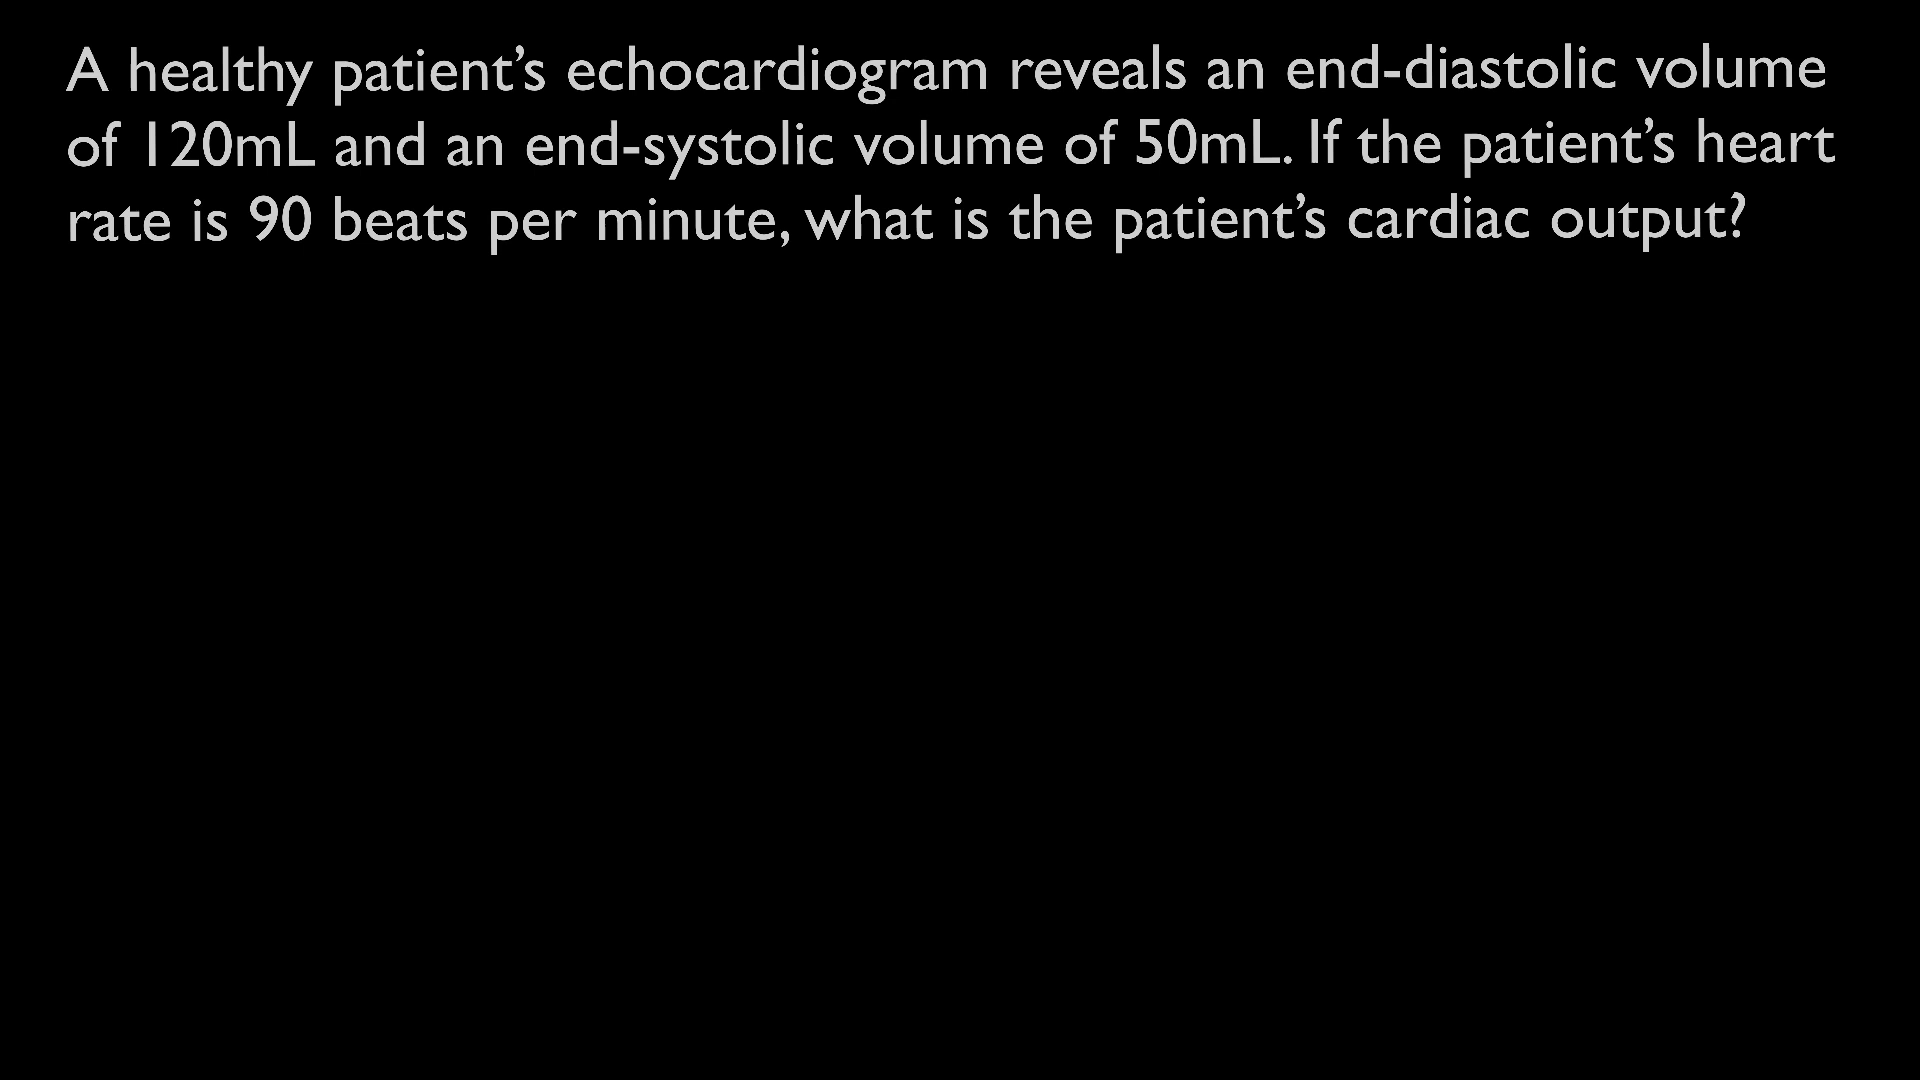 A healthy patient’s echocardiogram reveals an end-diastolic volume
of 120mL and an end-systolic volume of 50mL. If the patient’s heart
rate is 90 beats per minute, what is the patient’s cardiac output?